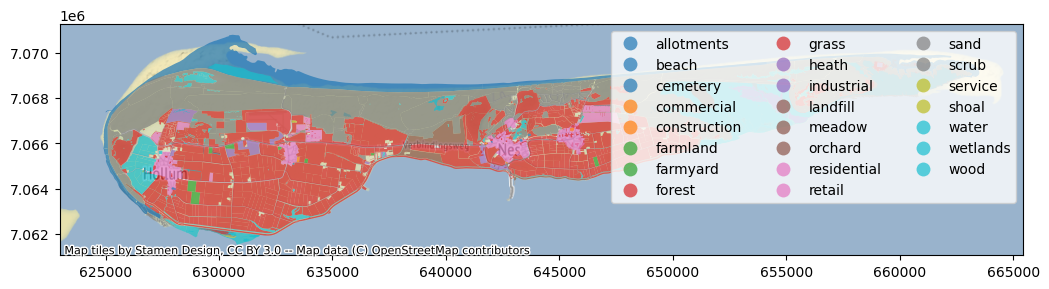 1e6
7.070
7.068
7.066
7.064
7.062
allotments
beach
cemetery
commercial
construction
farmland
farmyard
forest
grass
heath
industrial
landfill
meadow
orchard
residential
retail
sand
scrub
service
shoal
water
wetlands
wood
Hollum
Nes
Map tiles by Stamen Design, CC BY 3.0 -- Map data (C) OpenStreetMap contributors
625000 630000 635000 640000 645000 650000 655000 660000 665000